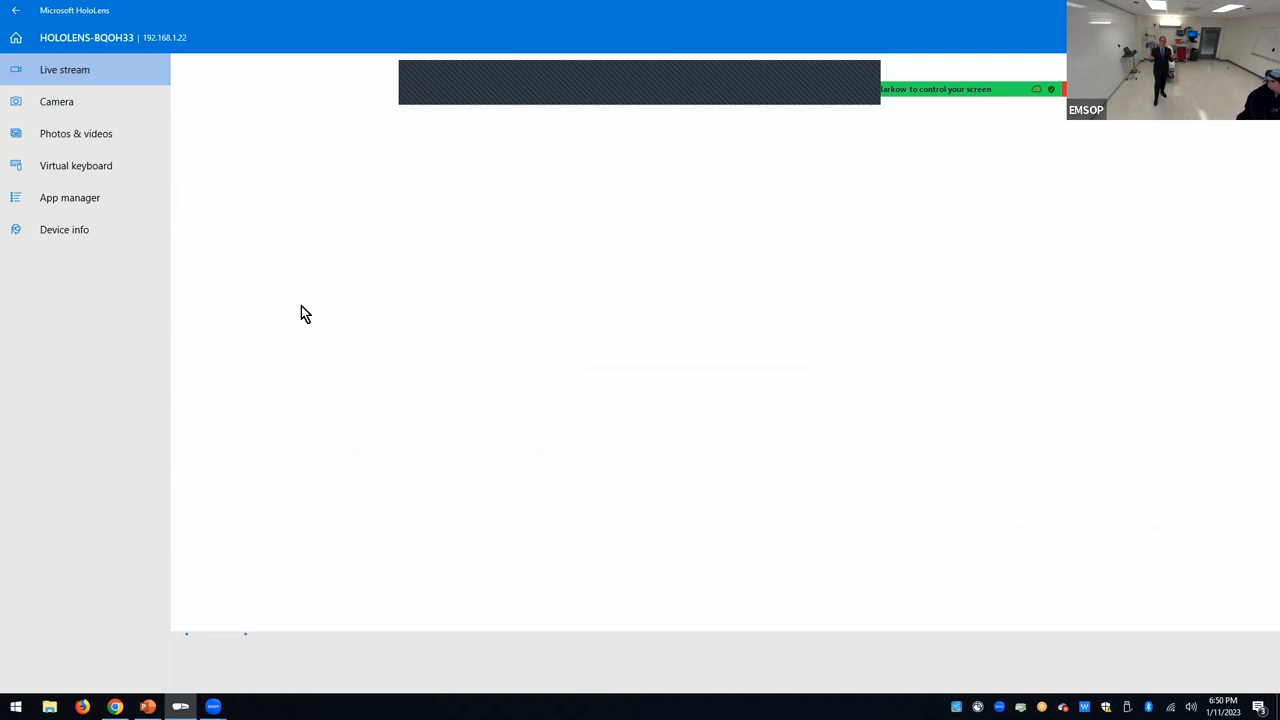 Microsoft HoloLens
HOLOLENS-BQOH33 | 192.168.1.22
Live stream
to control your screen
EMSOP
Camera
Photos & videos
Virtual keyboard
App manager
Device info
6:50 PM
1/11/2023